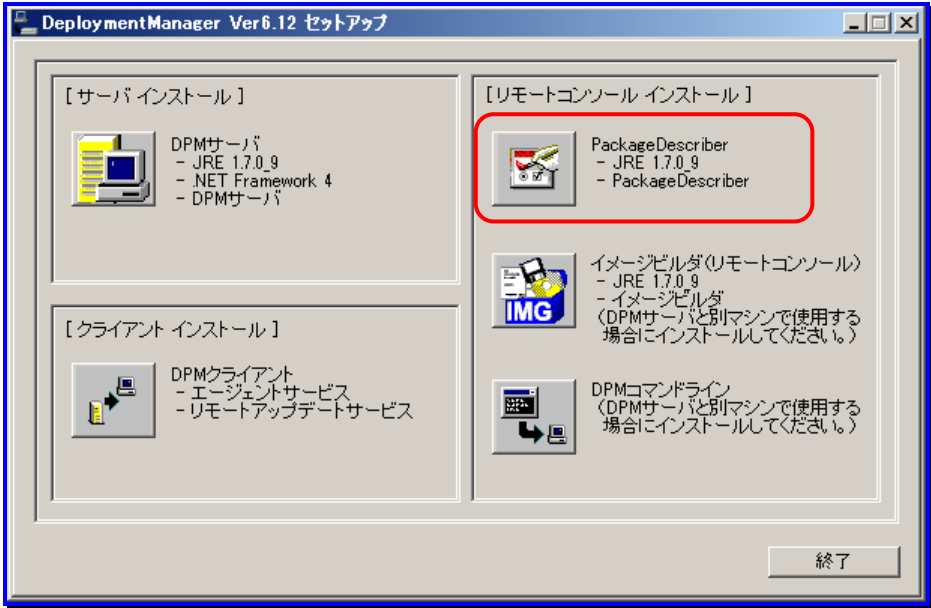 DeploymentManager Ver6.12 セットアップ
[ サーバ インストール ]
DPMサーバ
- JRE 1.7.0_9
- .NET Framework 4
- DPMサーバ
[ クライアント インストール ]
DPMクライアント
- エージェントサービス
- リモートアップデートサービス
[ リモートコンソール インストール ]
PackageDescriber
- JRE 1.7.0_9
- PackageDescriber
IMG
イメージビルダ(リモートコンソール)
- JRE 1.7.0_9
- イメージビルダ
(DPMサーバと別マシンで使用する
場合にインストールしてください。)
DPMコマンドライン
(DPMサーバと別マシンで使用する
場合にインストールしてください。)
終了